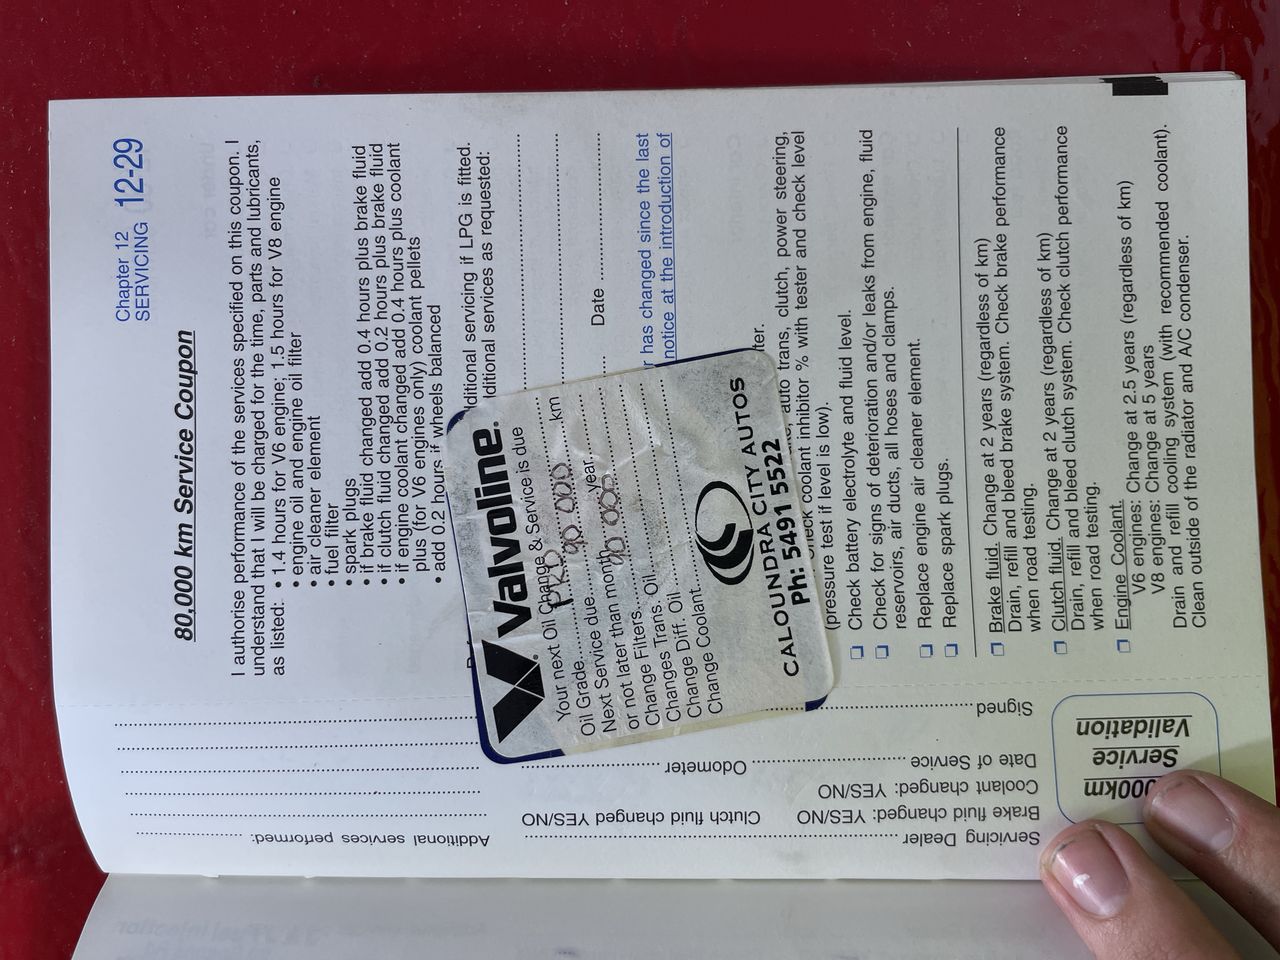 Chapter 12
SERVICING 12-29
80,000 km Service Coupon
I authorise performance of the services specified on this coupon. I
understand that I will be charged for the time, parts and lubricants,
as listed: • 1.4 hours for V6 engine; 1.5 hours for V8 engine
• engine oil and engine oil filter
• air cleaner element
• fuel filter
• spark plugs
• if brake fluid changed add 0.4 hours plus brake fluid
• if clutch fluid changed add 0.2 hours plus brake fluid
• if engine coolant changed add 0.4 hours plus coolant
plus (for V6 engines only) coolant pellets
• add 0.2 hours if wheels balanced
ditional servicing if LPG is fitted.
ditional services as requested:
Date
has changed since the last
notice at the introduction of
Valvoline.
Your next Oil Change & Service is due
Oil Grade
90 000 km
Next Service due
or not later than month year
Change Filters
Changes Trans. Oil
Change Diff. Oil
Change Coolant
CALOUNDRA CITY AUTOS
Ph: 5491 5522
auto trans, clutch, power steering,
coolant inhibitor % with tester and check level
(pressure test if level is low).
Check battery electrolyte and fluid level.
Check for signs of deterioration and/or leaks from engine, fluid
reservoirs, air ducts, all hoses and clamps.
Replace engine air cleaner element.
Replace spark plugs.
Brake fluid. Change at 2 years (regardless of km)
Drain, refill and bleed brake system. Check brake performance
when road testing.
Clutch fluid. Change at 2 years (regardless of km)
Drain, refill and bleed clutch system. Check clutch performance
when road testing.
Engine Coolant.
V6 engines: Change at 2.5 years (regardless of km)
V8 engines: Change at 5 years
Drain and refill cooling system (with recommended coolant).
Clean outside of the radiator and A/C condenser.
000km
Service
Validation
Servicing Dealer
Brake fluid changed: YES/NO
Clutch fluid changed YES/NO
Coolant changed: YES/NO
Date of Service
Odometer
Signed
Additional services performed: